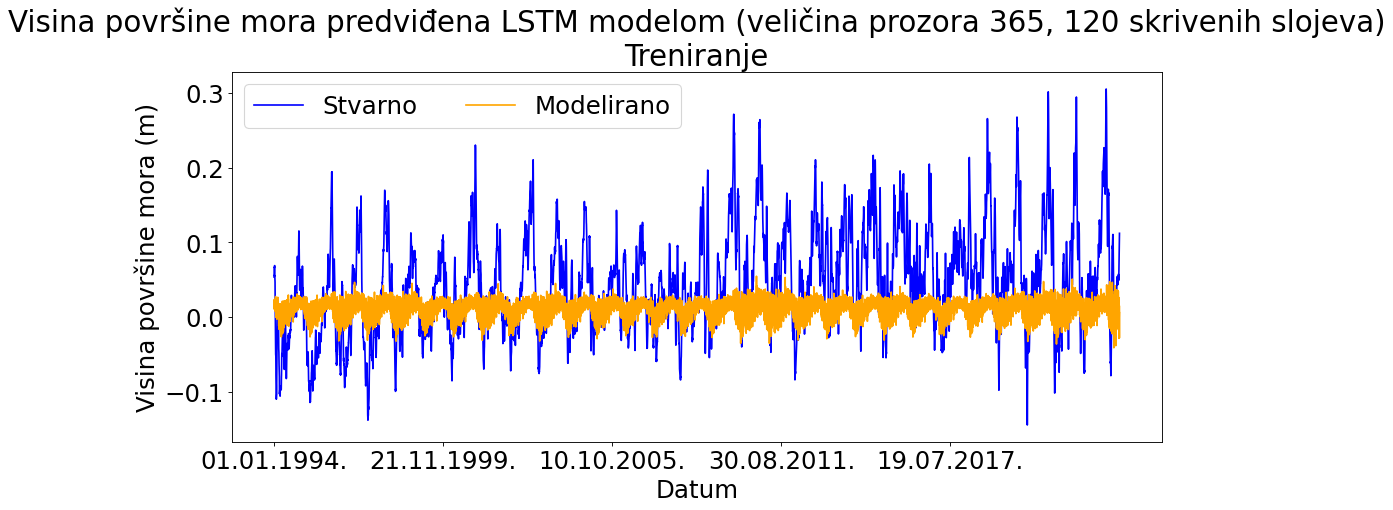 Visina površine mora predviđena LSTM modelom (veličina prozora 365, 120 skrivenih slojeva)
Treniranje
Stvarno Modelirano
Visina površine mora (m)
0.3
0.2
0.1
0.0
−0.1
01.01.1994. 21.11.1999. 10.10.2005. 30.08.2011. 19.07.2017.
Datum